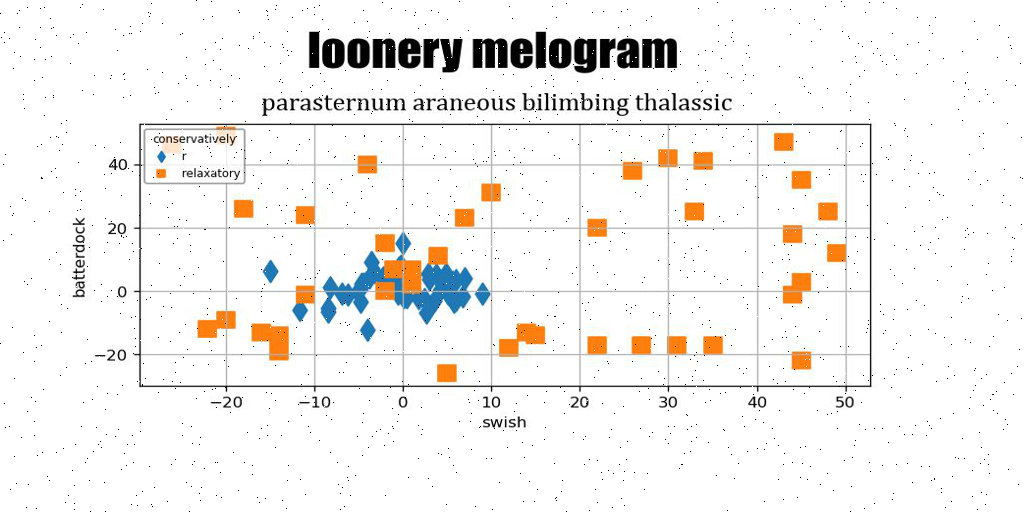 loonery melogram
parasternum araneous bilimbing thalassic
conservatively
r
relaxatory
40
20
0
−20
batterdock
−20 −10 0 10 20 30 40 50
swish